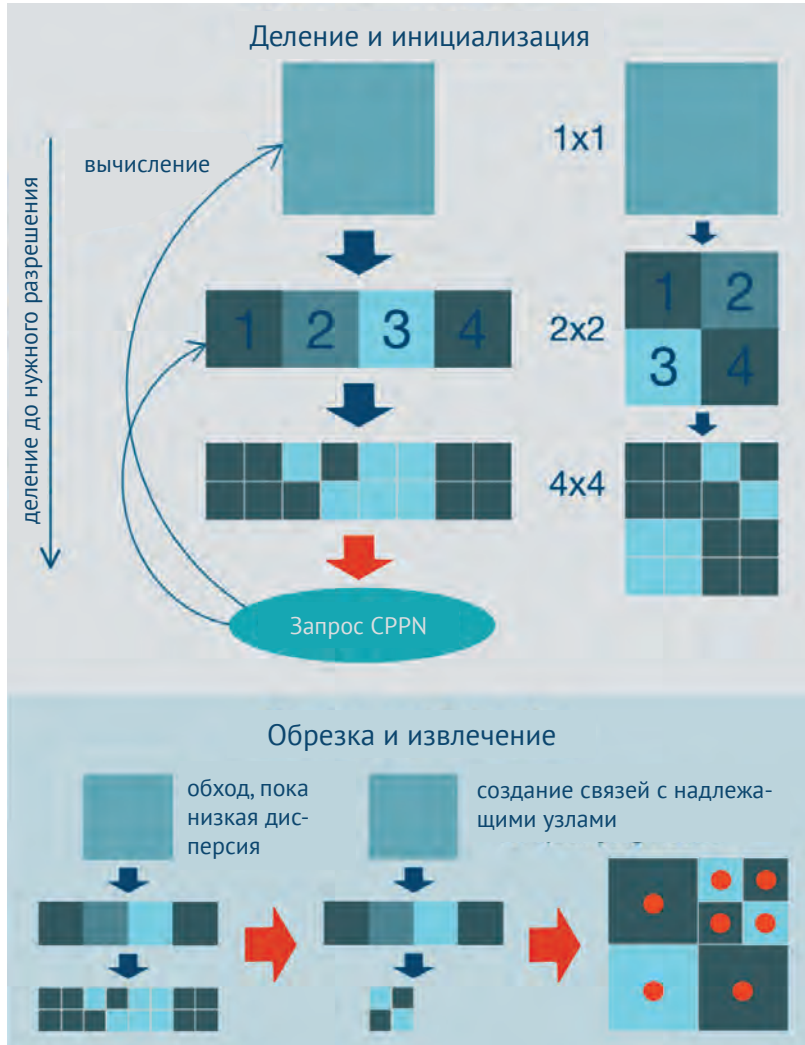 Деление и инициализация
деление до нужного разрешения
вычисление
1x1
1 2 3 4
2x2
1 2
3 4
4x4
Запрос CPPN
Обрезка и извлечение
обход, пока
низкая дис-
персия
создание связей с надлежа-
щими узлами